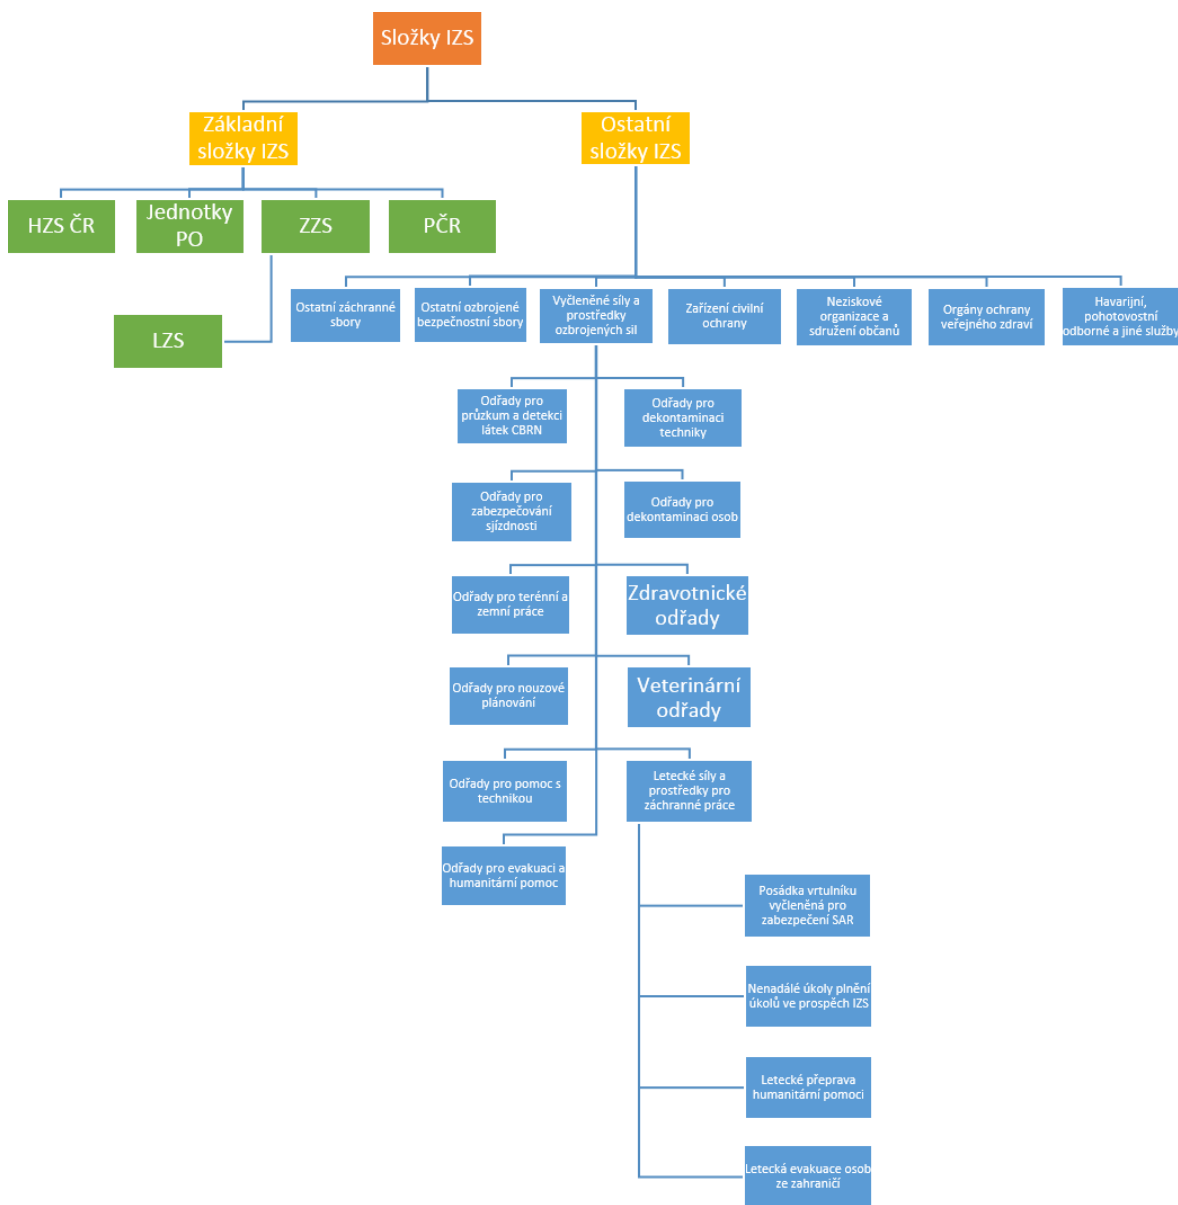 Složky IZS
Základní
složky IZS
Ostatní
složky IZS
HZS ČR
Jednotky
PO
ZZS
PČR
LZS
Ostatní záchranné
sbory
Ostatní ozbrojené
bezpečnostní sbory
Vyčleněné síly a
prostředky
ozbrojených sil
Zařízení civilní
ochrany
Neziskové
organizace a
sdružení občanů
Orgány ochrany
veřejného zdraví
Havarijní,
pohotovostní
odborné a jiné služby
Odřady pro
průzkum a detekci
látek CBRN
Odřady pro
dekontaminaci
techniky
Odřady pro
zabezpečování
sjízdnosti
Odřady pro
dekontaminaci osob
Odřady pro terénní a
zemní práce
Zdravotnické
odřady
Odřady pro nouzové
plánování
Veterinární
odřady
Odřady pro pomoc s
technikou
Letecké síly a
prostředky pro
záchranné práce
Odřady pro evakuaci a
humanitární pomoc
Posádka vrtulníku
vyčleněná pro
zabezpečení SAR
Nenadálé úkoly plnění
úkolů ve prospěch IZS
Letecké přeprava
humanitární pomoci
Letecká evakuace osob
ze zahraničí